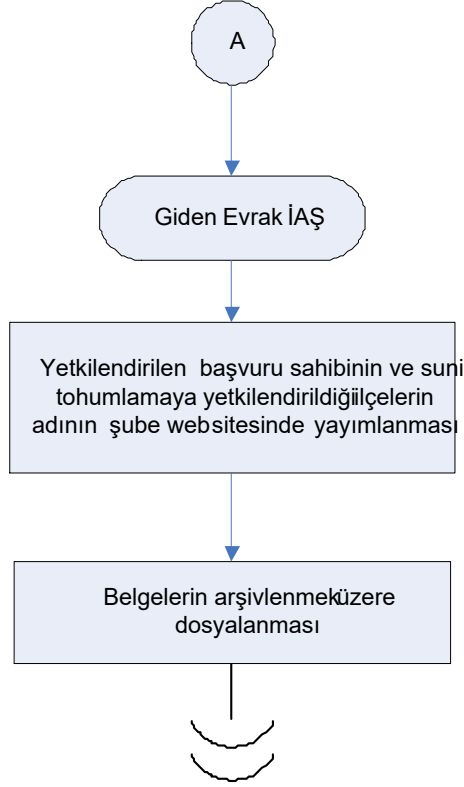 A
Giden Evrak İAŞ
Yetkilendirilen başvuru sahibinin ve suni
tohumlamaya yetkilendirildiğiilçelerin
adının şube websitesinde yayımlanması
Belgelerin arşivlenmeküzere
dosyalanması